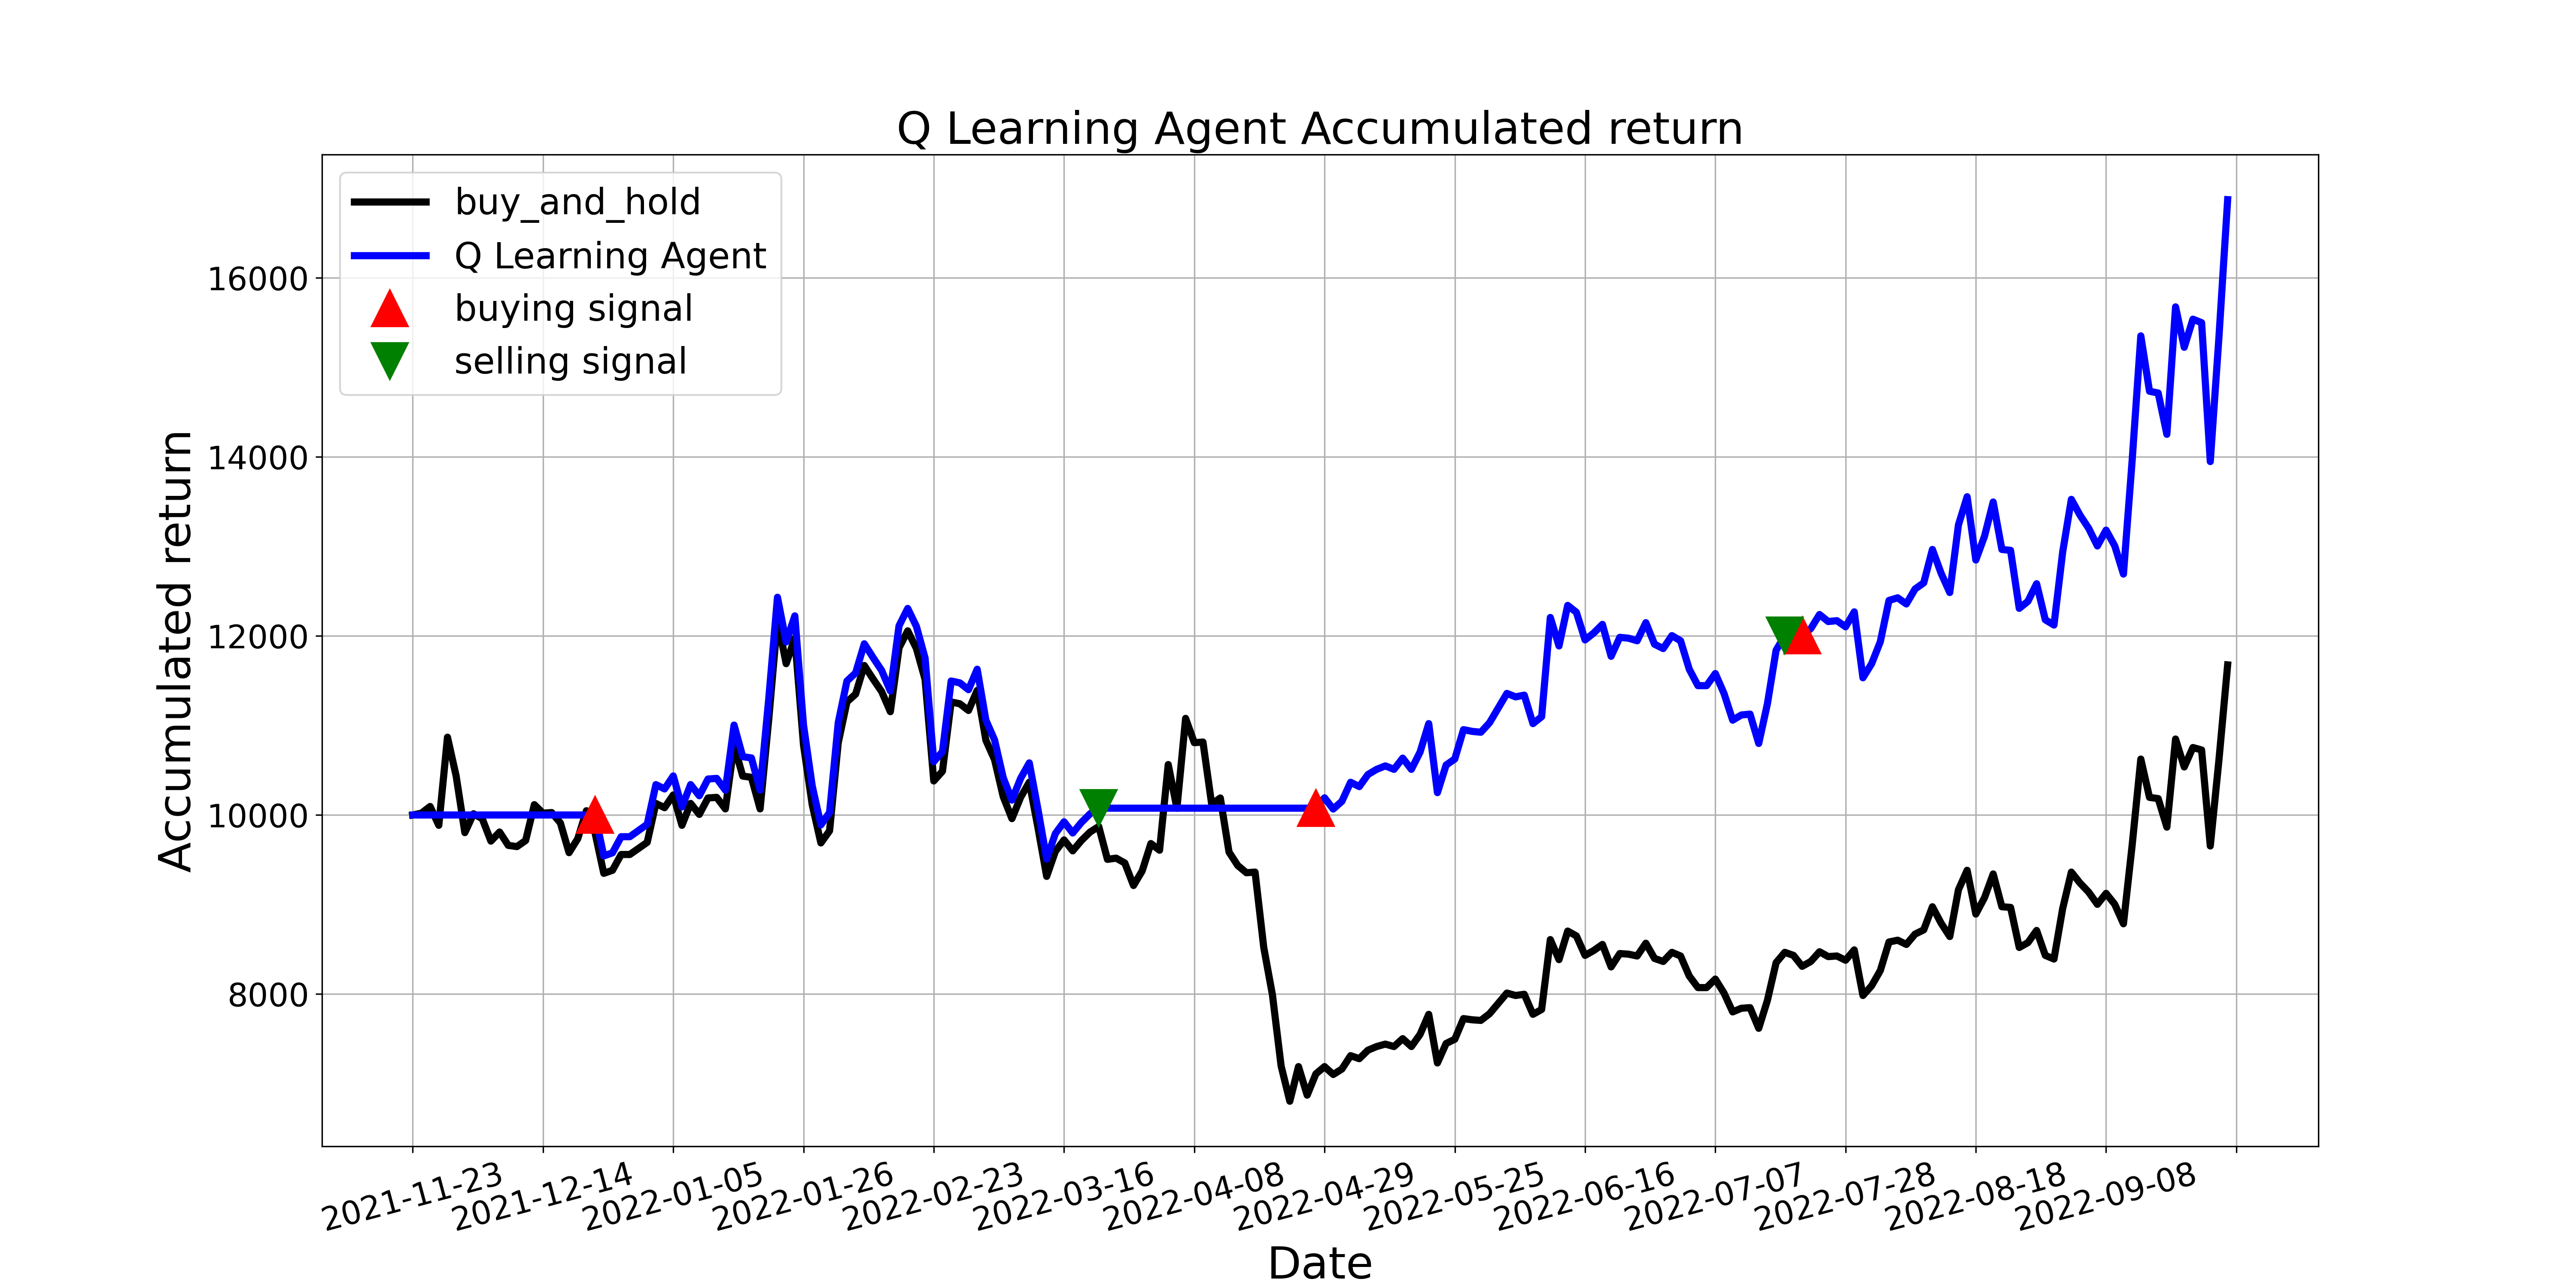 Q Learning Agent Accumulated return
buy_and_hold
Q Learning Agent
buying signal
selling signal
Accumulated return
16000
14000
12000
10000
8000
2021-11-23
2021-12-14
2022-01-05
2022-01-26
2022-02-23
2022-03-16
2022-04-08
2022-04-29
2022-05-25
2022-06-16
2022-07-07
2022-07-28
2022-08-18
2022-09-08
Date